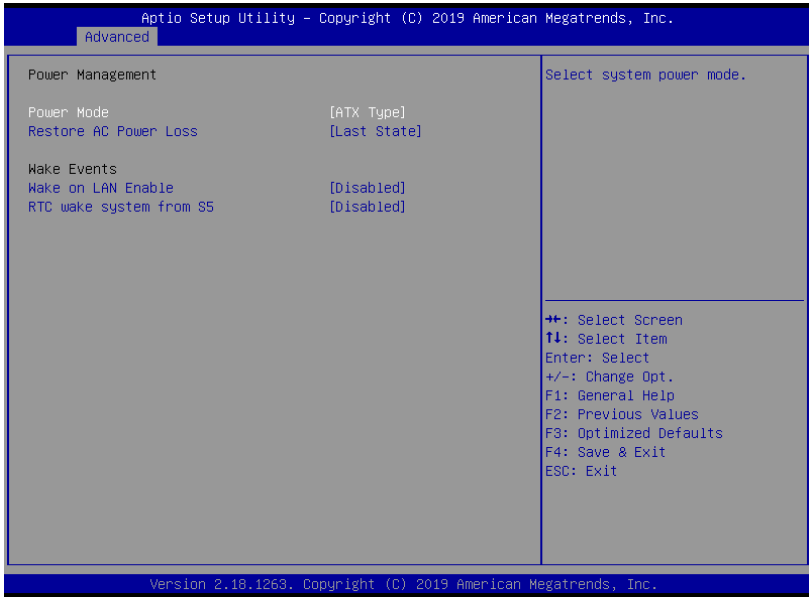 Aptio Setup Utility – Copyright (C) 2019 American Megatrends, Inc.
Advanced
Power Management
Power Mode [ATX Type]
Restore AC Power Loss [Last State]
Wake Events
Wake on LAN Enable [Disabled]
RTC wake system from S5 [Disabled]
Select system power mode.
→←: Select Screen
↑↓: Select Item
Enter: Select
+/-: Change Opt.
F1: General Help
F2: Previous Values
F3: Optimized Defaults
F4: Save & Exit
ESC: Exit
Version 2.18.1263. Copyright (C) 2019 American Megatrends, Inc.